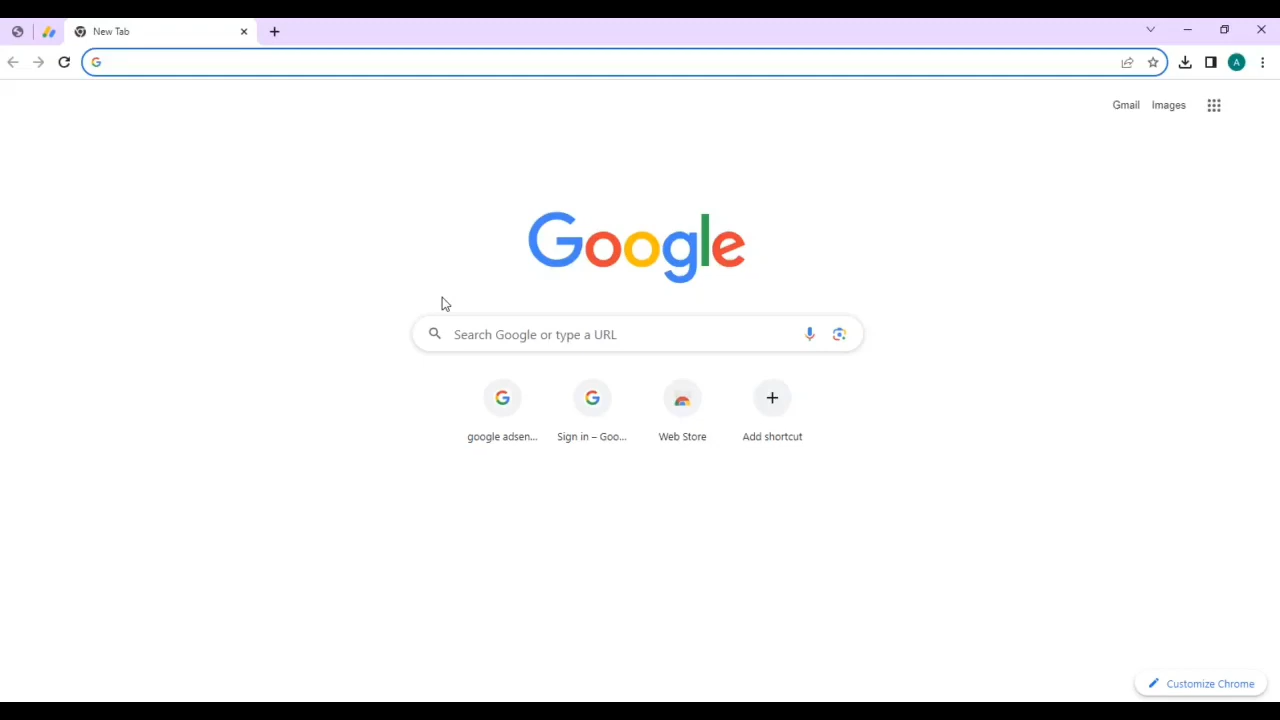 New Tab
A
Gmail Images
Google
Search Google or type a URL
google adsen... Sign in – Goo... Web Store Add shortcut
Customize Chrome